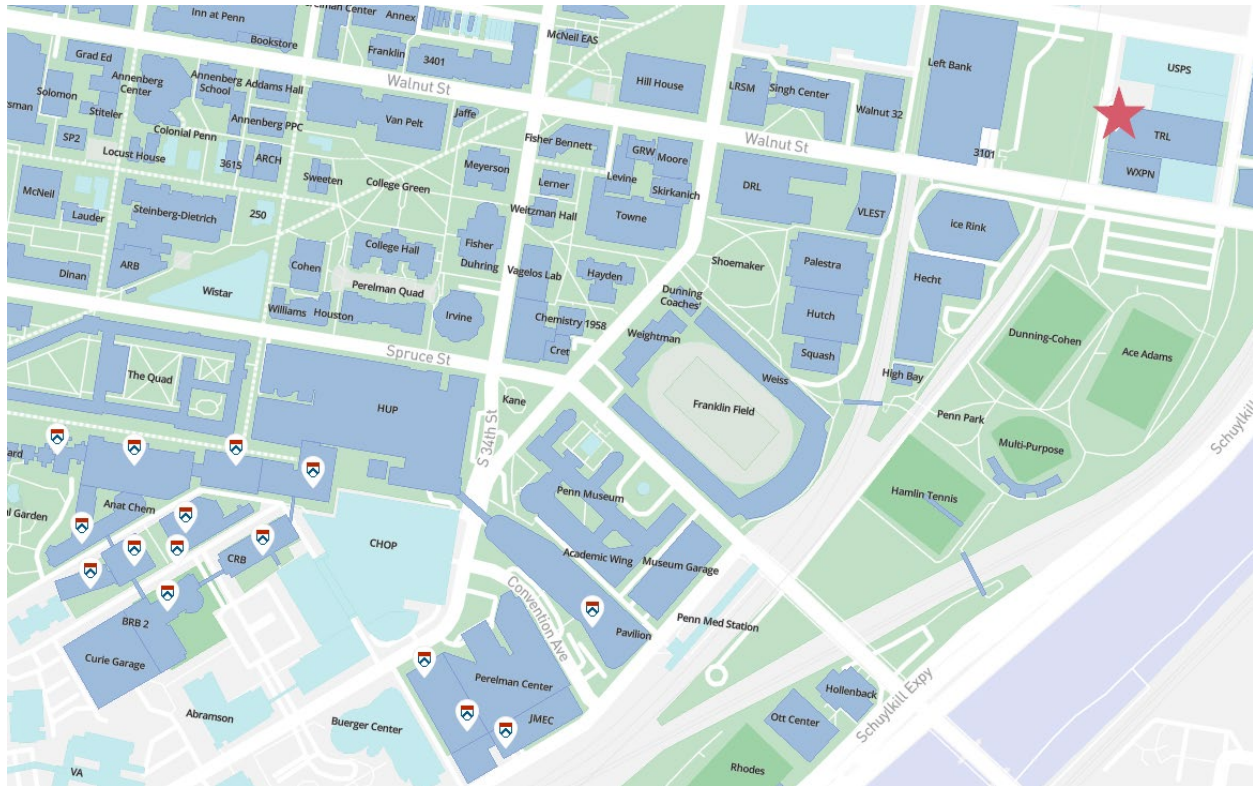 Inn at Penn
Annex
McNeil EAS
Bookstore
Grad Ed
Franklin
3401
Left Bank
USPS
Annenberg
Center
Annenberg
School
Addams Hall
Walnut St
Hill House
LRSM
Singh Center
Solomon
Stiteler
Annenberg PPC
Van Pelt
Jaffe
Walnut 32
SP2
Colonial Penn
Fisher Bennett
Walnut St
TRL
Locust House
3615
ARCH
GRW
Moore
3101
WXPN
Sweeten
College Green
Meyerson
Lerner
Levine
Skirkanich
DRL
McNeil
Lauder
Steinberg-Dietrich
250
Weitzman Hall
Towne
VLEST
Ice Rink
College Hall
Fisher
Duhring
ARB
Cohen
Vagelos Lab
Hayden
Shoemaker
Palestra
Dinan
Wistar
Perelman Quad
Dunning
Coaches'
Hecht
Williams
Houston
Irvine
Chemistry 1958
Hutch
Weightman
Dunning-Cohen
Spruce St
Cret
Squash
Ace Adams
The Quad
Weiss
High Bay
HUP
Kane
Franklin Field
Penn Park
S 34th St
Multi-Purpose
Schuylkill
ard
Penn Museum
Hamlin Tennis
Anat Chem
al Garden
CHOP
CRB
Academic Wing
Museum Garage
Convention Ave
BRB 2
Pavilion
Penn Med Station
Curie Garage
Perelman Center
Hollenback
Schuylkill Expy
Abramson
Buerger Center
JMEC
Ott Center
VA
Rhodes